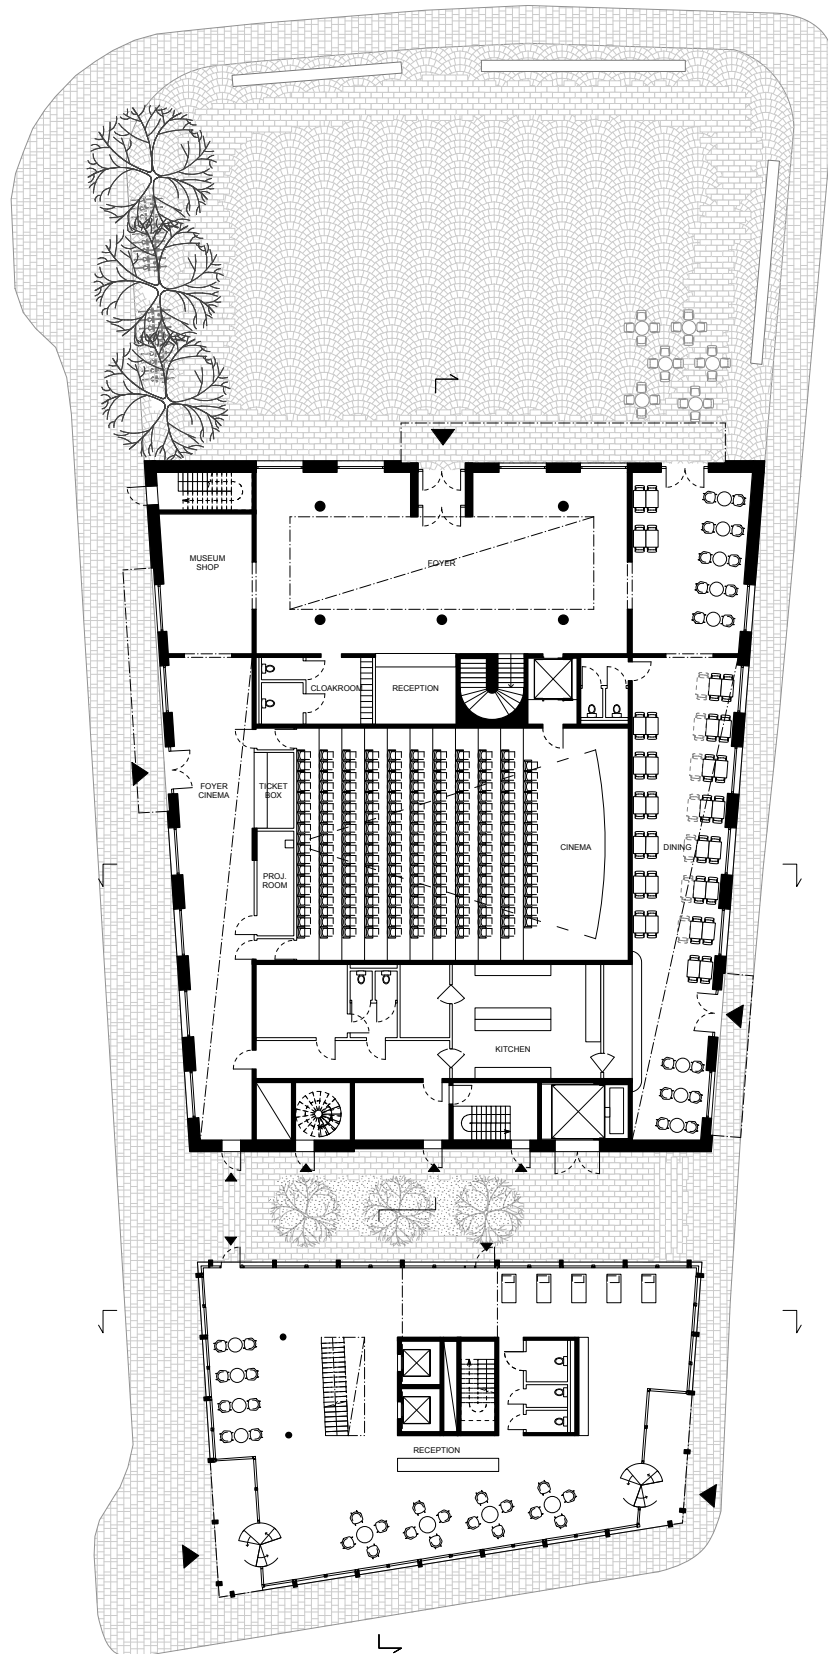 MUSEUM
SHOP
FOYER
CLOAKROOM
RECEPTION
FOYER
CINEMA
TICKET
BOX
PROJ.
ROOM
CINEMA
DINING
KITCHEN
RECEPTION